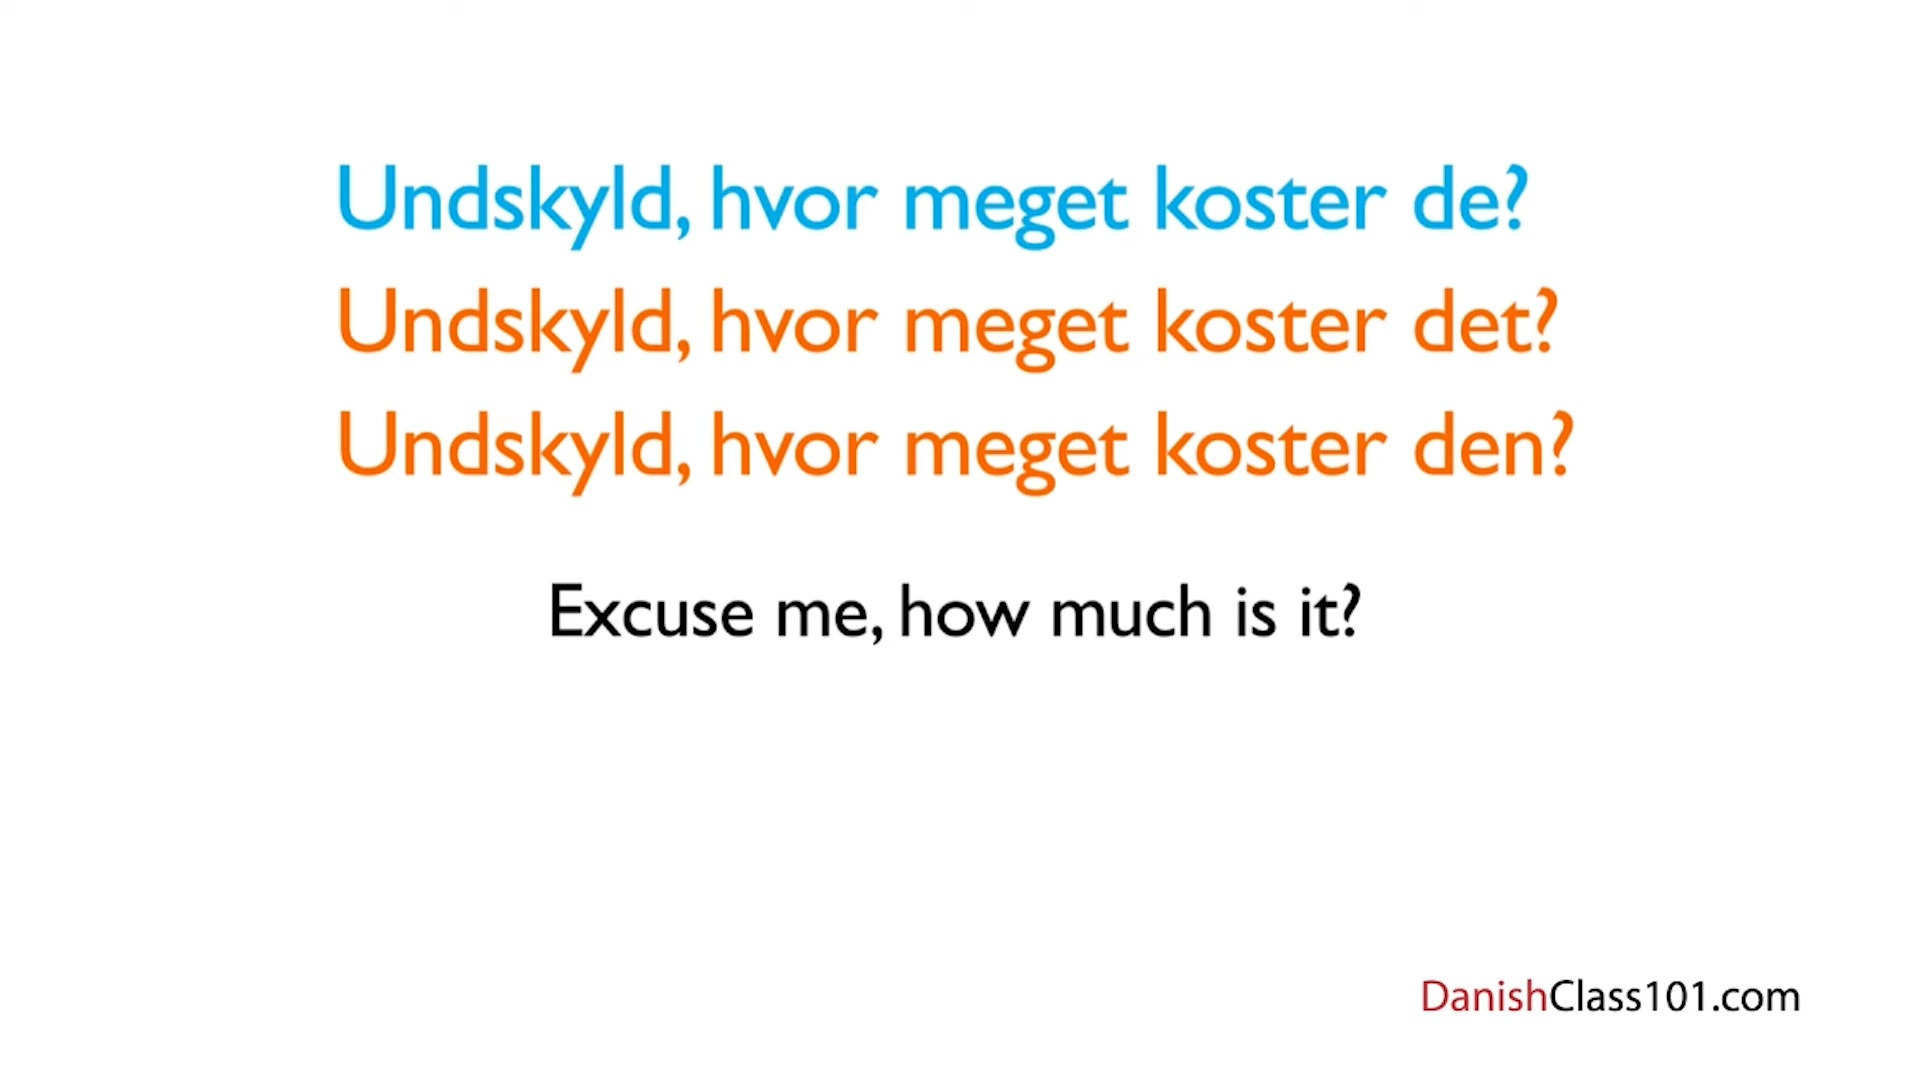 Undskyld, hvor meget koster de?
Undskyld, hvor meget koster det?
Undskyld, hvor meget koster den?
Excuse me, how much is it?
DanishClass101.com